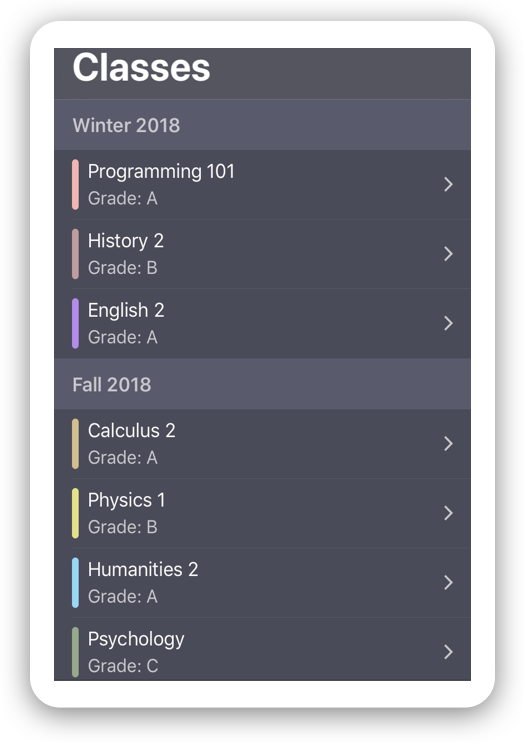 Classes
Winter 2018
Programming 101
Grade: A
History 2
Grade: B
English 2
Grade: A
Fall 2018
Calculus 2
Grade: A
Physics 1
Grade: B
Humanities 2
Grade: A
Psychology
Grade: C